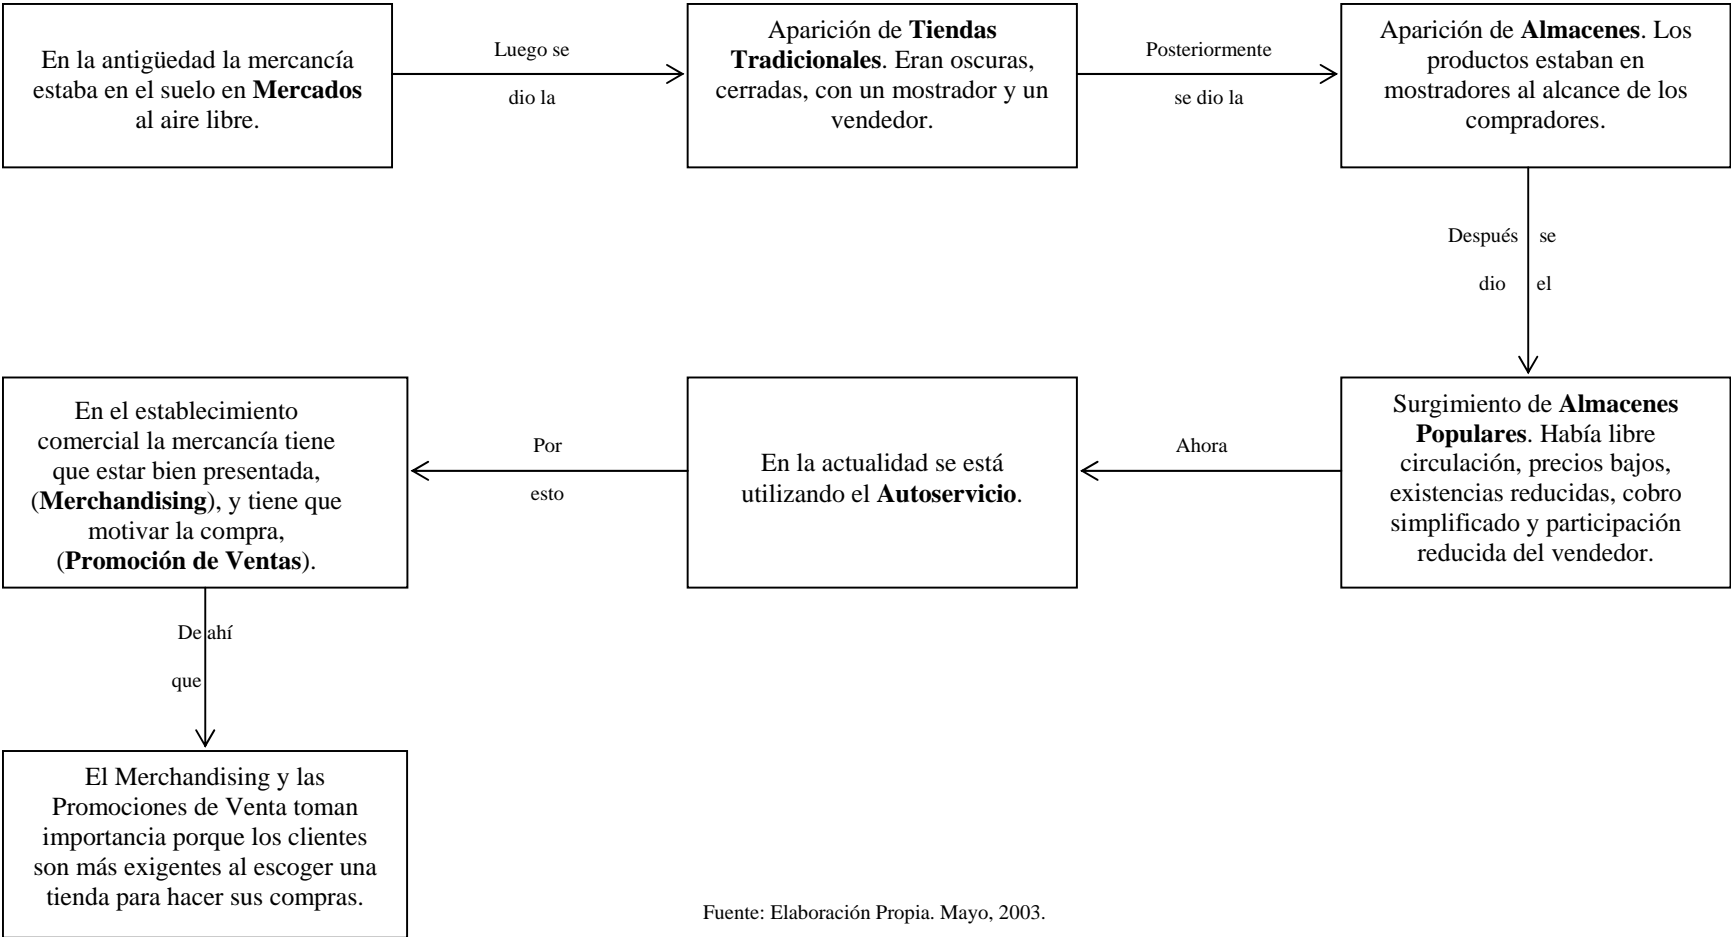 En la antigüedad la mercancía
estaba en el suelo en Mercados
al aire libre.
Luego se
dio la
Aparición de Tiendas
Tradicionales. Eran oscuras,
cerradas, con un mostrador y un
vendedor.
Posteriormente
se dio la
Aparición de Almacenes. Los
productos estaban en
mostradores al alcance de los
compradores.
Después se
dio el
Surgimiento de Almacenes
Populares. Había libre
circulación, precios bajos,
existencias reducidas, cobro
simplificado y participación
reducida del vendedor.
Ahora
En la actualidad se está
utilizando el Autoservicio.
Por
esto
En el establecimiento
comercial la mercancía tiene
que estar bien presentada,
(Merchandising), y tiene que
motivar la compra,
(Promoción de Ventas).
De ahí
que
El Merchandising y las
Promociones de Venta toman
importancia porque los clientes
son más exigentes al escoger una
tienda para hacer sus compras.
Fuente: Elaboración Propia. Mayo, 2003.